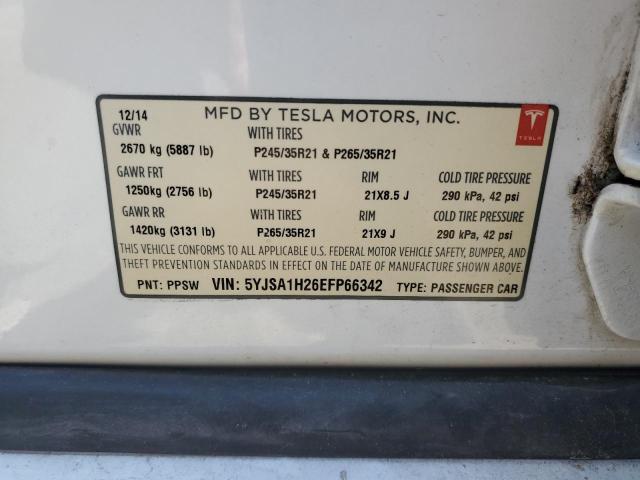 12/14 MFD BY TESLA MOTORS, INC.
TESLA
GVWR WITH TIRES
2670 kg (5887 lb) P245/35R21 & P265/35R21
GAWR FRT WITH TIRES RIM COLD TIRE PRESSURE
1250kg (2756 lb) P245/35R21 21X8.5 J 290 kPa, 42 psi
GAWR RR WITH TIRES RIM COLD TIRE PRESSURE
1420kg (3131 lb) P265/35R21 21X9 J 290 kPa, 42 psi
THIS VEHICLE CONFORMS TO ALL APPLICABLE U.S. FEDERAL MOTOR VEHICLE SAFETY, BUMPER, AND
THEFT PREVENTION STANDARDS IN EFFECT ON THE DATE OF MANUFACTURE SHOWN ABOVE.
PNT: PPSW VIN: 5YJSA1H26EFP66342 TYPE: PASSENGER CAR